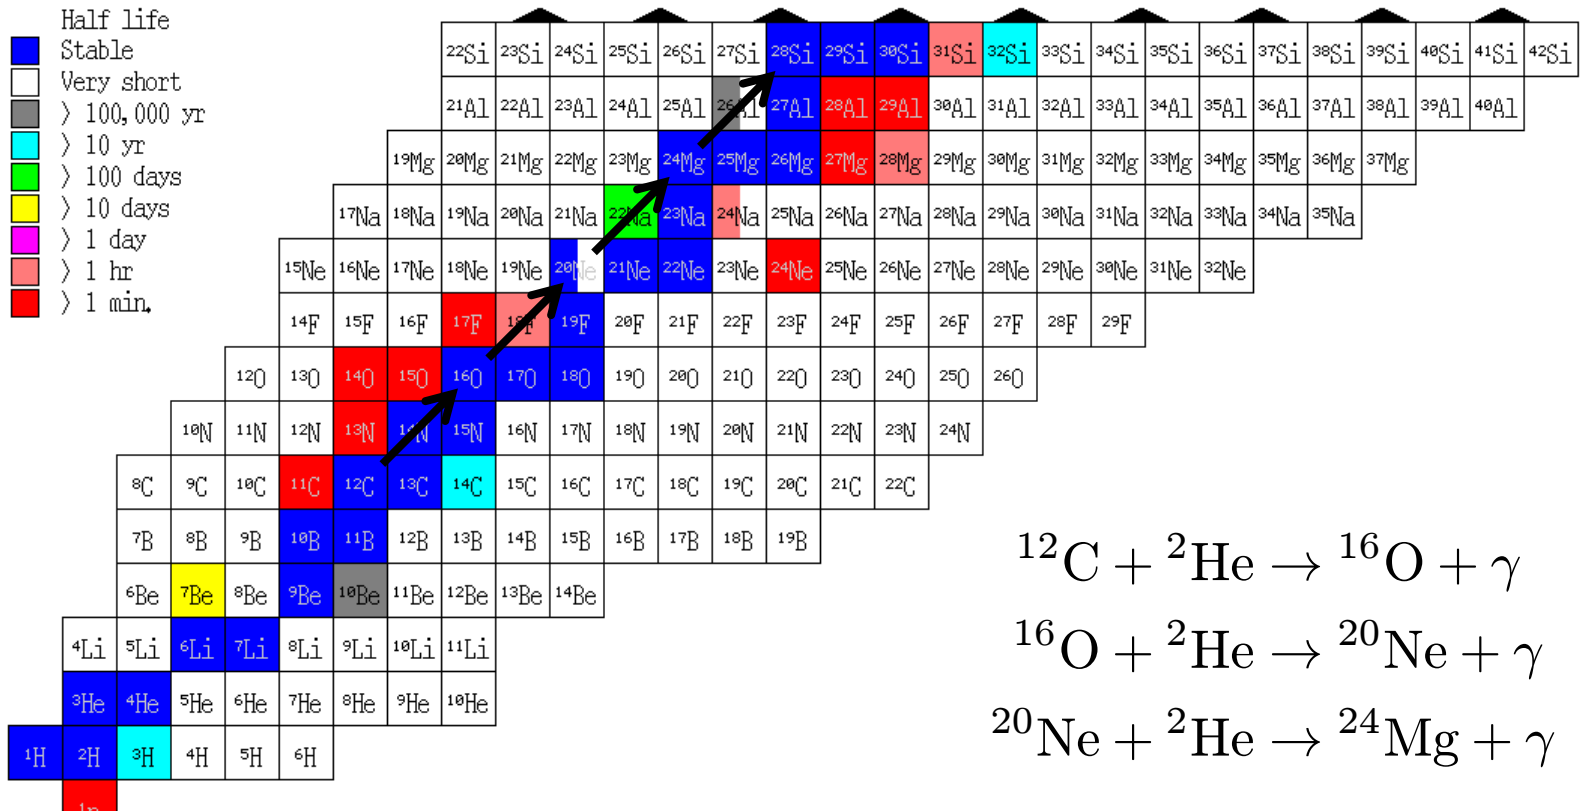 Half life
Stable
Very short
> 100,000 yr
> 10 yr
> 100 days
> 10 days
> 1 day
> 1 hr
> 1 min.
22Si 23Si 24Si 25Si 26Si 27Si 28Si 29Si 30Si 31Si 32Si 33Si 34Si 35Si 36Si 37Si 38Si 39Si 40Si 41Si 42Si
21Al 22Al 23Al 24Al 25Al 26Al 27Al 28Al 29Al 30Al 31Al 32Al 33Al 34Al 35Al 36Al 37Al 38Al 39Al 40Al
19Mg 20Mg 21Mg 22Mg 23Mg 24Mg 25Mg 26Mg 27Mg 28Mg 29Mg 30Mg 31Mg 32Mg 33Mg 34Mg 35Mg 36Mg 37Mg
17Na 18Na 19Na 20Na 21Na 22Na 23Na 24Na 25Na 26Na 27Na 28Na 29Na 30Na 31Na 32Na 33Na 34Na 35Na
15Ne 16Ne 17Ne 18Ne 19Ne 20Ne 21Ne 22Ne 23Ne 24Ne 25Ne 26Ne 27Ne 28Ne 29Ne 30Ne 31Ne 32Ne
14F 15F 16F 17F 18F 19F 20F 21F 22F 23F 24F 25F 26F 27F 28F 29F
12O 13O 14O 15O 16O 17O 18O 19O 20O 21O 22O 23O 24O 25O 26O
10N 11N 12N 13N 14N 15N 16N 17N 18N 19N 20N 21N 22N 23N 24N
8C 9C 10C 11C 12C 13C 14C 15C 16C 17C 18C 19C 20C 21C 22C
7B 8B 9B 10B 11B 12B 13B 14B 15B 16B 17B 18B 19B
6Be 7Be 8Be 9Be 10Be 11Be 12Be 13Be 14Be
4Li 5Li 6Li 7Li 8Li 9Li 10Li 11Li
3He 4He 5He 6He 7He 8He 9He 10He
1H 2H 3H 4H 5H 6H
1n
¹²C + ²He → ¹⁶O + γ
¹⁶O + ²He → ²⁰Ne + γ
²⁰Ne + ²He → ²⁴Mg + γ